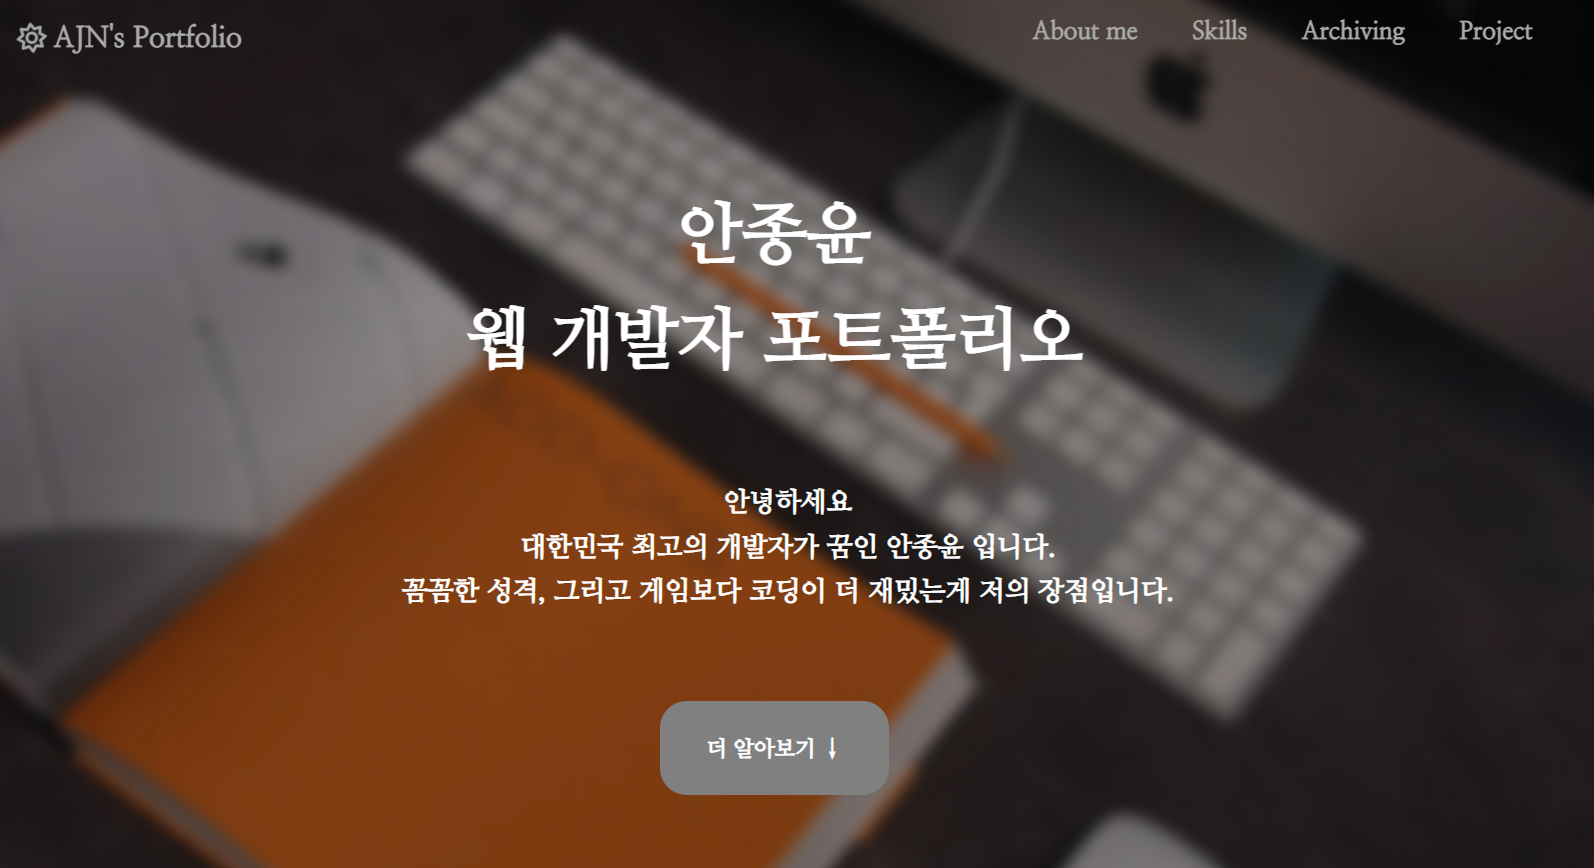 AJN's Portfolio
About me Skills Archiving Project
안종윤
웹 개발자 포트폴리오
안녕하세요
대한민국 최고의 개발자가 꿈인 안종윤 입니다.
꼼꼼한 성격, 그리고 게임보다 코딩이 더 재밌는게 저의 장점입니다.
더 알아보기 ↓